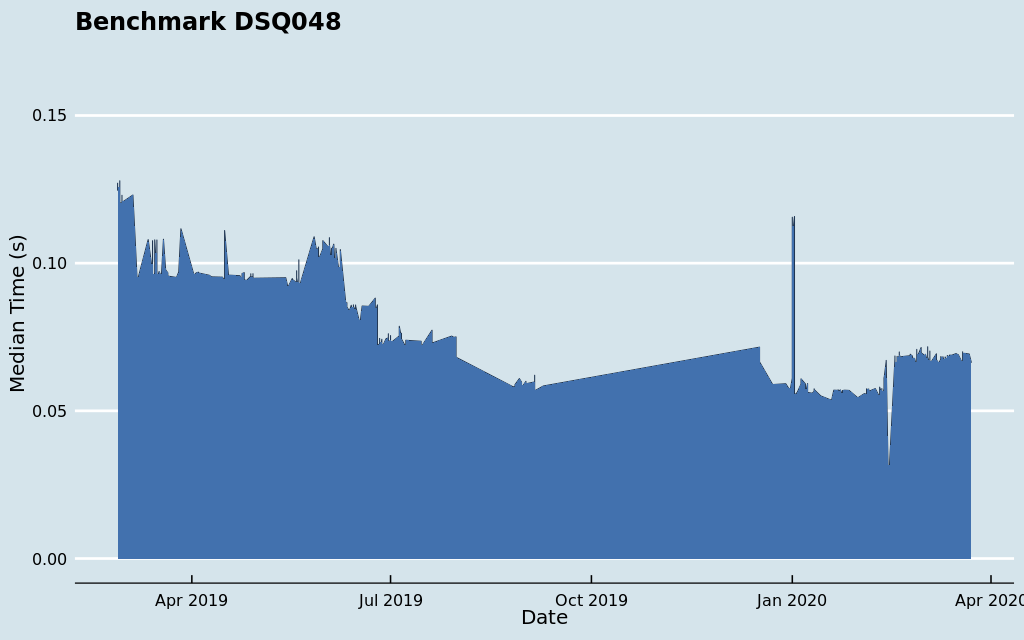 Benchmark DSQ048
Median Time (s)
0.15
0.10
0.05
0.00
Apr 2019
Jul 2019
Oct 2019
Jan 2020
Apr 2020
Date